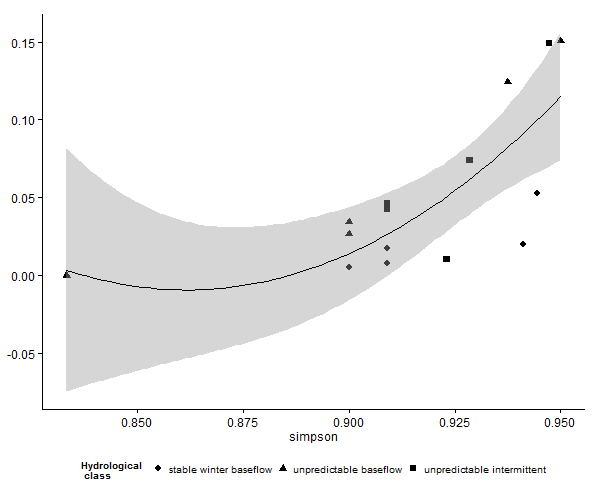 0.15
0.10
0.05
0.00
-0.05
0.850 0.875 0.900 0.925 0.950
simpson
Hydrological
class
stable winter baseflow unpredictable baseflow unpredictable intermittent